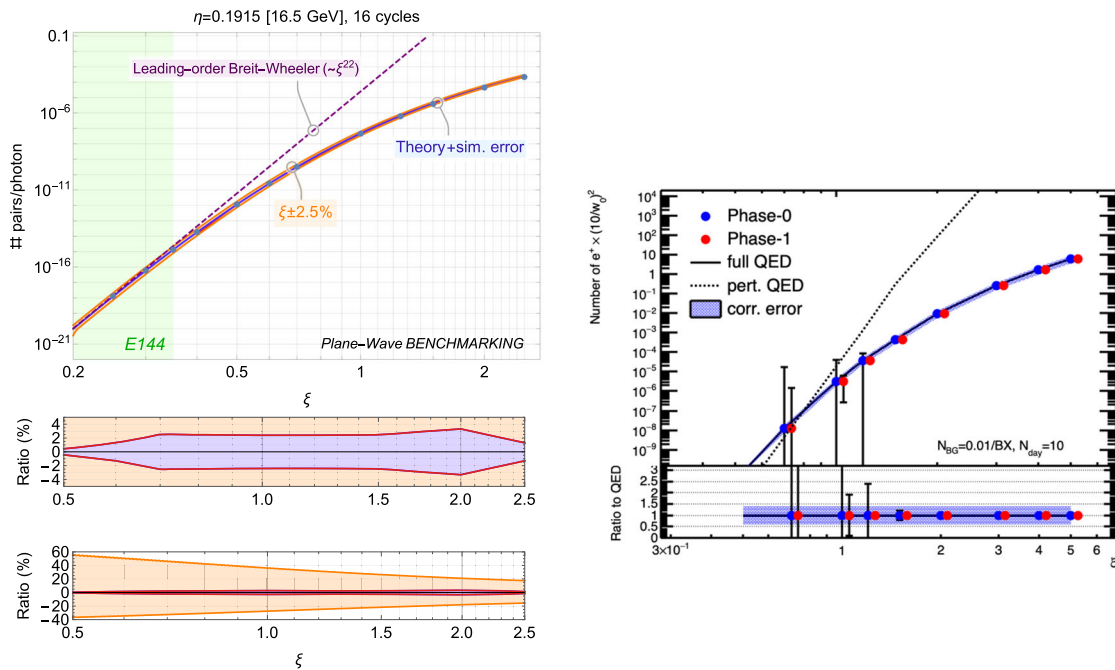 η=0.1915 [16.5 GeV], 16 cycles
# pairs/photon
0.1
10⁻⁶
10⁻¹¹
10⁻¹⁶
10⁻²¹
Leading-order Breit-Wheeler (~ξ²²)
Theory+sim. error
ξ±2.5%
E144
Plane-Wave BENCHMARKING
0.2 0.5 1 2
ξ
Ratio (%)
4
2
0
−2
−4
0.5 1.0 1.5 2.0 2.5
ξ
Ratio (%)
60
40
20
0
−20
−40
0.5 1.0 1.5 2.0 2.5
ξ
Number of e⁺ × (10/w₀)²
10⁴
10³
10²
10
1
10⁻¹
10⁻²
10⁻³
10⁻⁴
10⁻⁵
10⁻⁶
10⁻⁷
10⁻⁸
10⁻⁹
Phase-0
Phase-1
full QED
pert. QED
corr. error
N_BG=0.01/BX, N_day=10
Ratio to QED
3
2.5
2
1.5
1
0.5
0
3×10⁻¹ 1 2 3 4 5 6
ξ